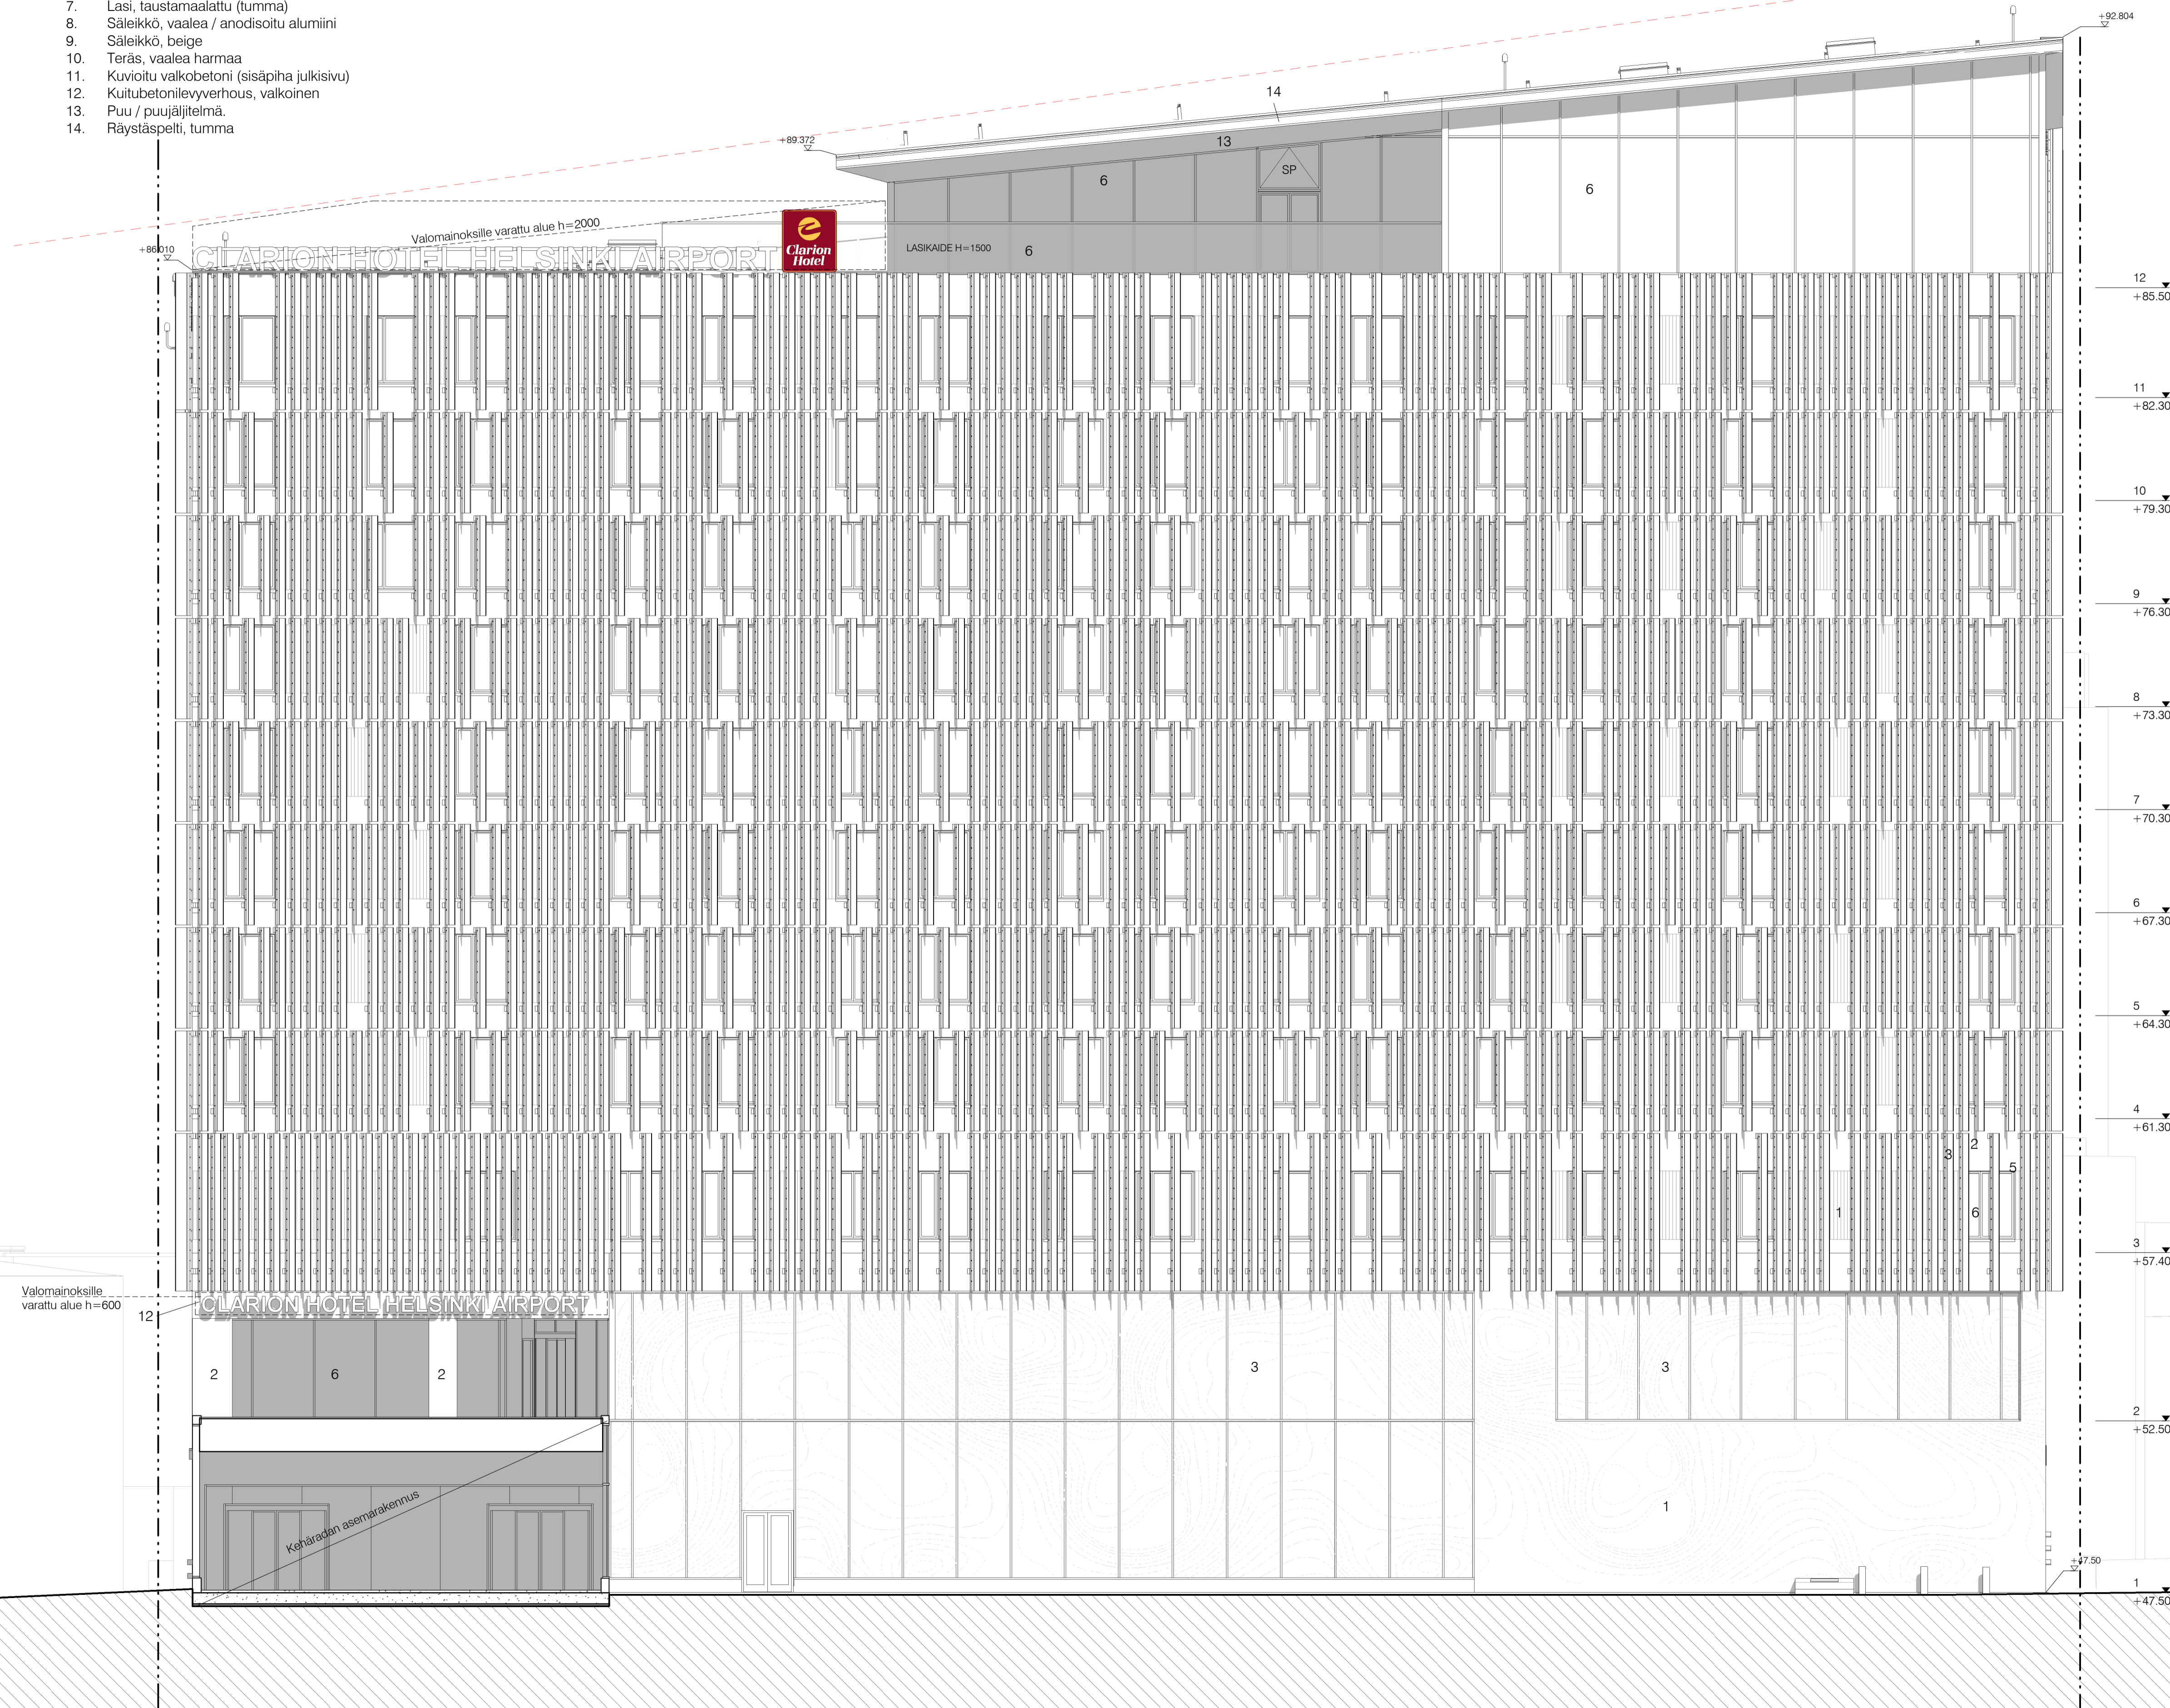 7. Lasi, taustamaalattu (tumma)
8. Säleikkö, vaalea / anodisoitu alumiini
9. Säleikkö, beige
10. Teräs, vaalea harmaa
11. Kuvioitu valkobetoni (sisäpiha julkisivu)
12. Kuitubetonilevyverhous, valkoinen
13. Puu / puujäljitelmä.
14. Räystäspelti, tumma
+92.804
14
+89.372
13
SP
6
6
Valomainoksille varattu alue h=2000
+86.010
CLARION HOTEL HELSINKI AIRPORT
Clarion
Hotel
LASIKAIDE H=1500
6
12
+85.50
11
+82.30
10
+79.30
9
+76.30
8
+73.30
7
+70.30
6
+67.30
5
+64.30
4
+61.30
2
3
5
1
6
3
+57.40
Valomainoksille
varattu alue h=600
CLARION HOTEL HELSINKI AIRPORT
12
2
6
2
3
3
2
+52.50
Kehäradan asemarakennus
1
+47.50
1
+47.50